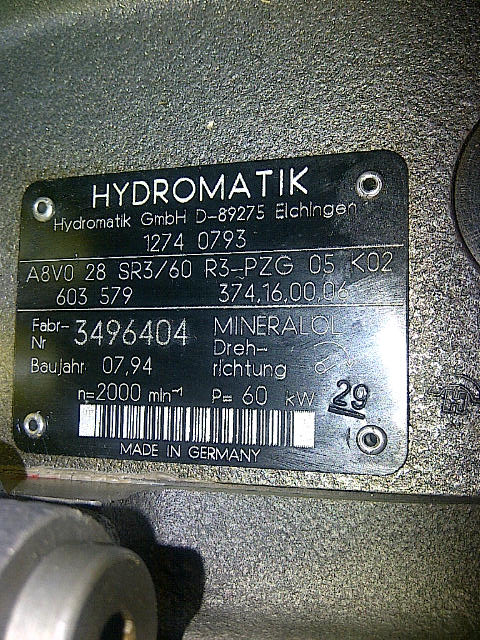 HYDROMATIK
Hydromatik GmbH D-89275 Elchingen
1274 0793
A8V0 28 SR3/60 R3-PZG 05 K02
603 579 374,16,00,06
Fabr-Nr 3496404 MINERALÖL
Baujahr 07,94 Dreh-
richtung
n=2000 min⁻¹ P= 60 kW 29
MADE IN GERMANY